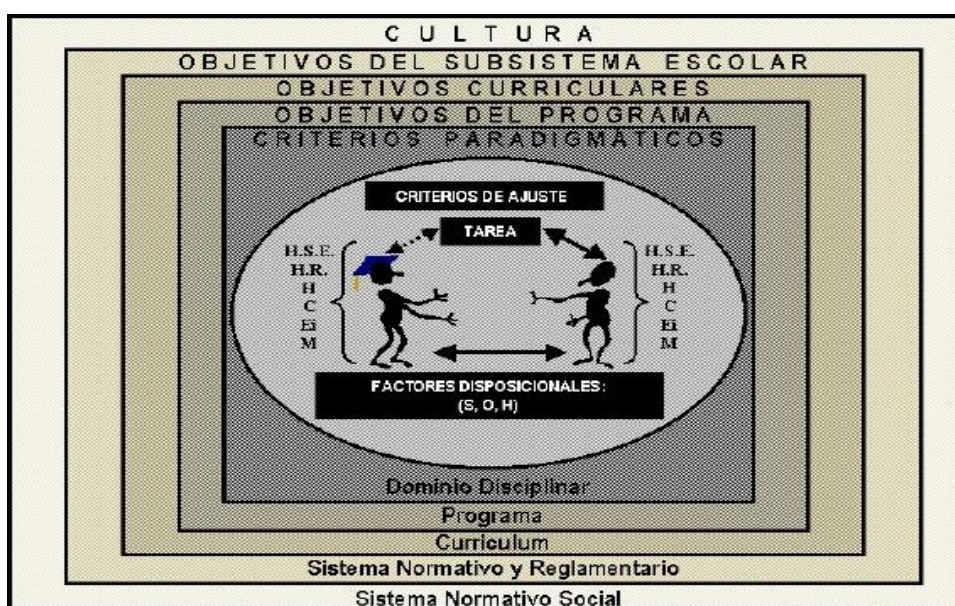 CULTURA
OBJETIVOS DEL SUBSISTEMA ESCOLAR
OBJETIVOS CURRICULARES
OBJETIVOS DEL PROGRAMA
CRITERIOS PARADIGMÁTICOS
CRITERIOS DE AJUSTE
TAREA
H.S.E.
H.R.
H
C
Ei
M
H.S.E.
H.R.
H
C
Ei
M
FACTORES DISPOSICIONALES:
(S, O, H)
Dominio Disciplinar
Programa
Curriculum
Sistema Normativo y Reglamentario
Sistema Normativo Social